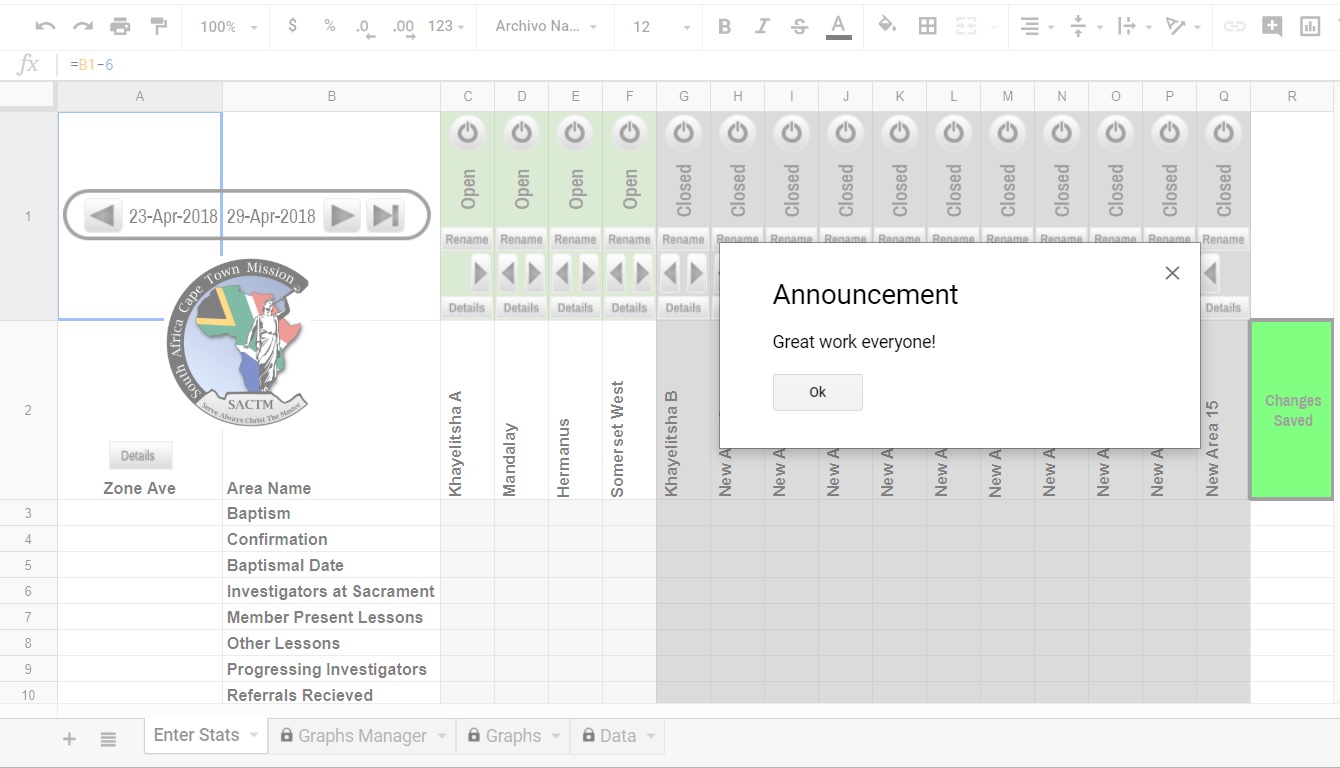 100% $ % .0 .00 123 Archivo Na... 12 B I S A
fx =B1-6
A B C D E F G H I J K L M N O P Q R
1
Open Open Open Open Closed Closed Closed Closed Closed Closed Closed Closed Closed Closed Closed
23-Apr-2018 29-Apr-2018
Rename Rename Rename Rename Rename Rename Rename Rename Rename Rename Rename Rename Rename Rename Rename
Details Details Details Details Details Details
South Africa Cape Town Mission
SACTM
Serve Always Christ The Master
Announcement
Great work everyone!
Ok
2
Details
Zone Ave
Area Name
Khayelitsha A
Mandalay
Hermanus
Somerset West
Khayelitsha B
New A
New A
New A
New A
New A
New A
New A
New A
New A
New Area 15
Changes
Saved
3 Baptism
4 Confirmation
5 Baptismal Date
6 Investigators at Sacrament
7 Member Present Lessons
8 Other Lessons
9 Progressing Investigators
10 Referrals Recieved
+ Enter Stats Graphs Manager Graphs Data